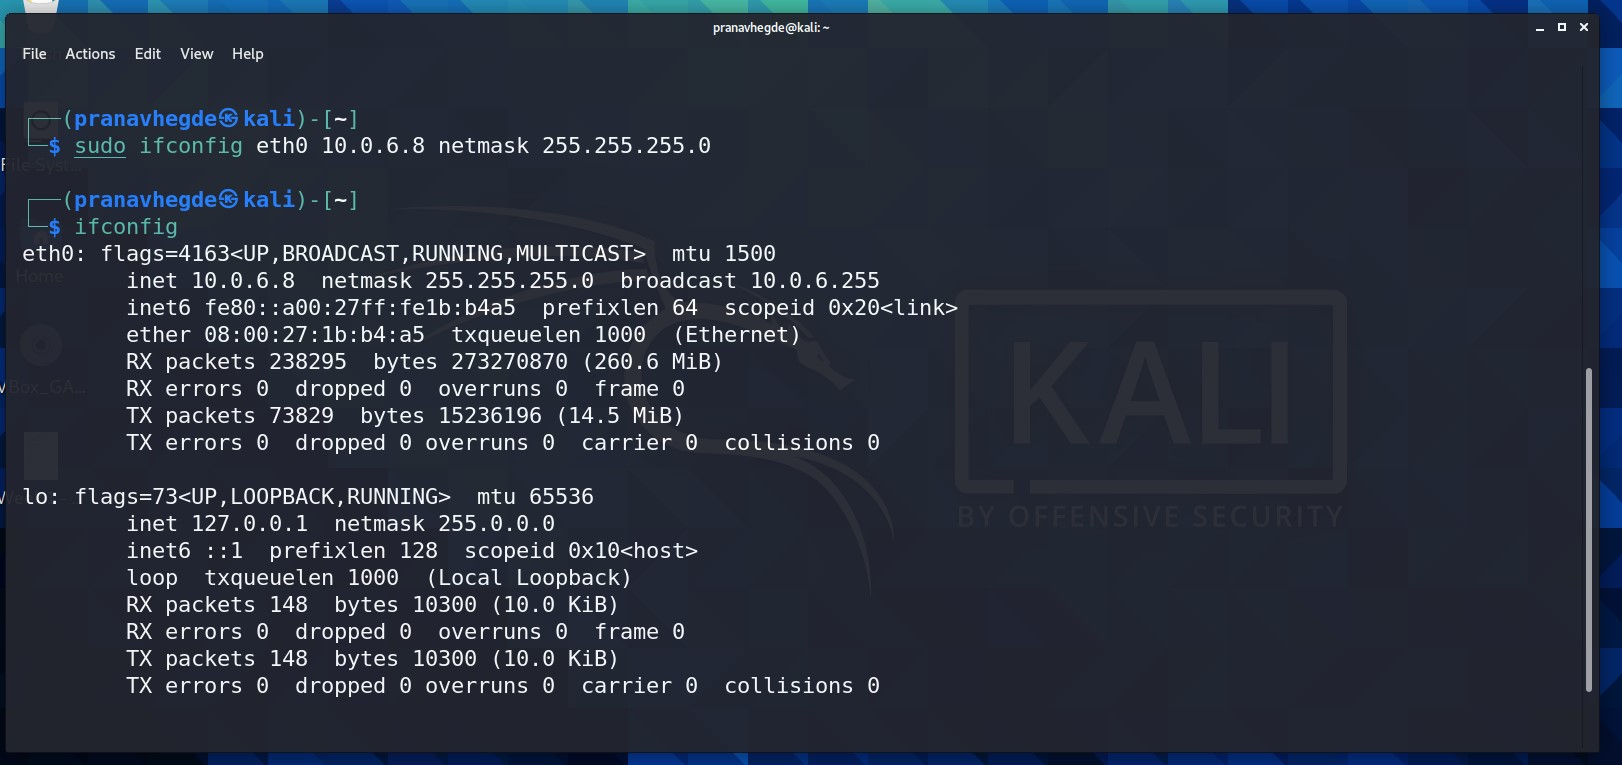 pranavhegde@kali: ~
File Actions Edit View Help
┌──(pranavhegde㉿kali)-[~]
└─$ sudo ifconfig eth0 10.0.6.8 netmask 255.255.255.0
┌──(pranavhegde㉿kali)-[~]
└─$ ifconfig
eth0: flags=4163<UP,BROADCAST,RUNNING,MULTICAST>  mtu 1500
inet 10.0.6.8  netmask 255.255.255.0  broadcast 10.0.6.255
inet6 fe80::a00:27ff:fe1b:b4a5  prefixlen 64  scopeid 0x20<link>
ether 08:00:27:1b:b4:a5  txqueuelen 1000  (Ethernet)
RX packets 238295  bytes 273270870 (260.6 MiB)
RX errors 0  dropped 0  overruns 0  frame 0
TX packets 73829  bytes 15236196 (14.5 MiB)
TX errors 0  dropped 0 overruns 0  carrier 0  collisions 0
lo: flags=73<UP,LOOPBACK,RUNNING>  mtu 65536
inet 127.0.0.1  netmask 255.0.0.0
inet6 ::1  prefixlen 128  scopeid 0x10<host>
loop  txqueuelen 1000  (Local Loopback)
RX packets 148  bytes 10300 (10.0 KiB)
RX errors 0  dropped 0  overruns 0  frame 0
TX packets 148  bytes 10300 (10.0 KiB)
TX errors 0  dropped 0 overruns 0  carrier 0  collisions 0
File Syst...
Home
VBox_GA...
KALI
BY OFFENSIVE SECURITY